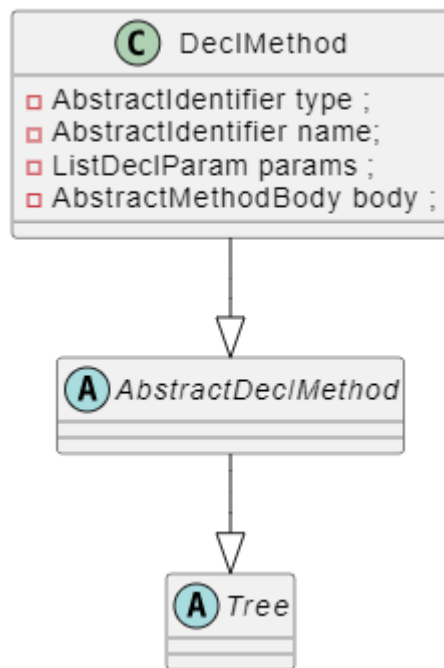 C DeclMethod
AbstractIdentifier type ;
AbstractIdentifier name;
ListDeclParam params ;
AbstractMethodBody body ;
A AbstractDeclMethod
A Tree